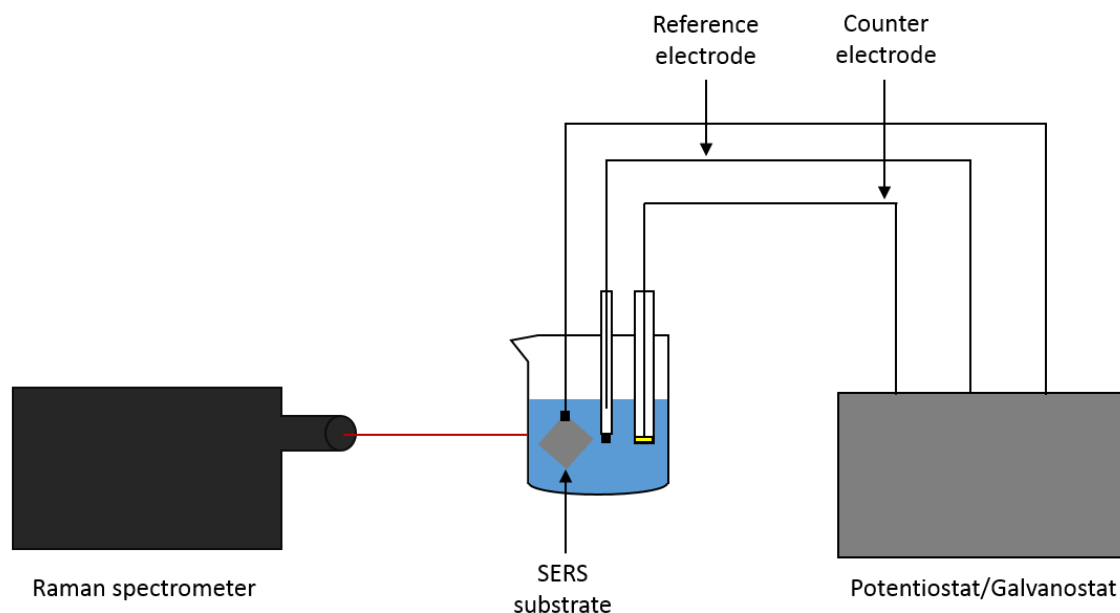 Reference
electrode
Counter
electrode
Raman spectrometer
SERS
substrate
Potentiostat/Galvanostat